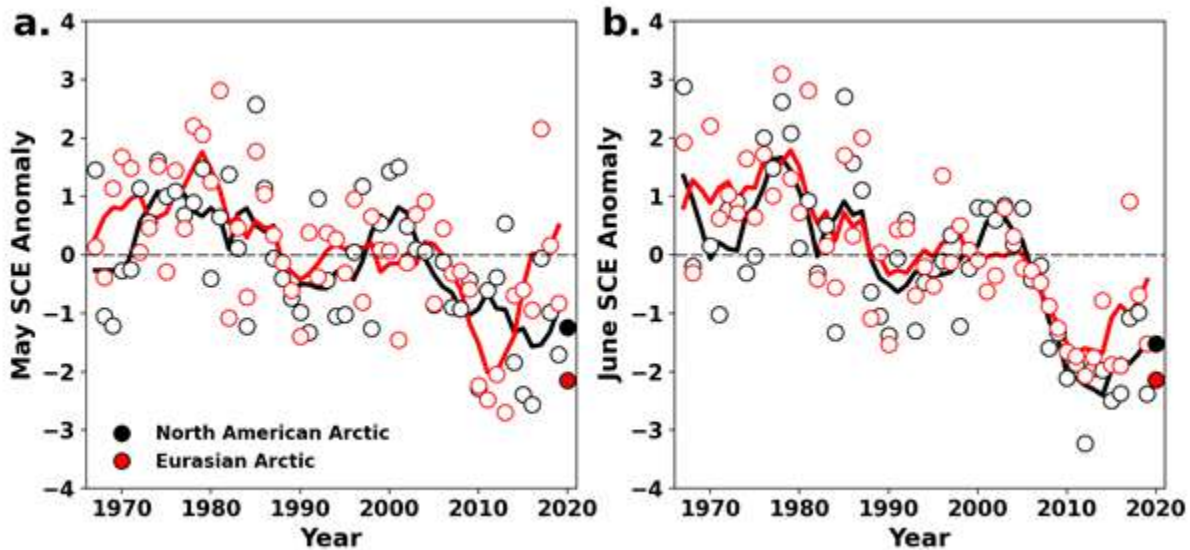 a.
May SCE Anomaly
4
3
2
1
0
−1
−2
−3
−4
North American Arctic
Eurasian Arctic
1970 1980 1990 2000 2010 2020
Year
b.
June SCE Anomaly
4
3
2
1
0
−1
−2
−3
−4
1970 1980 1990 2000 2010 2020
Year